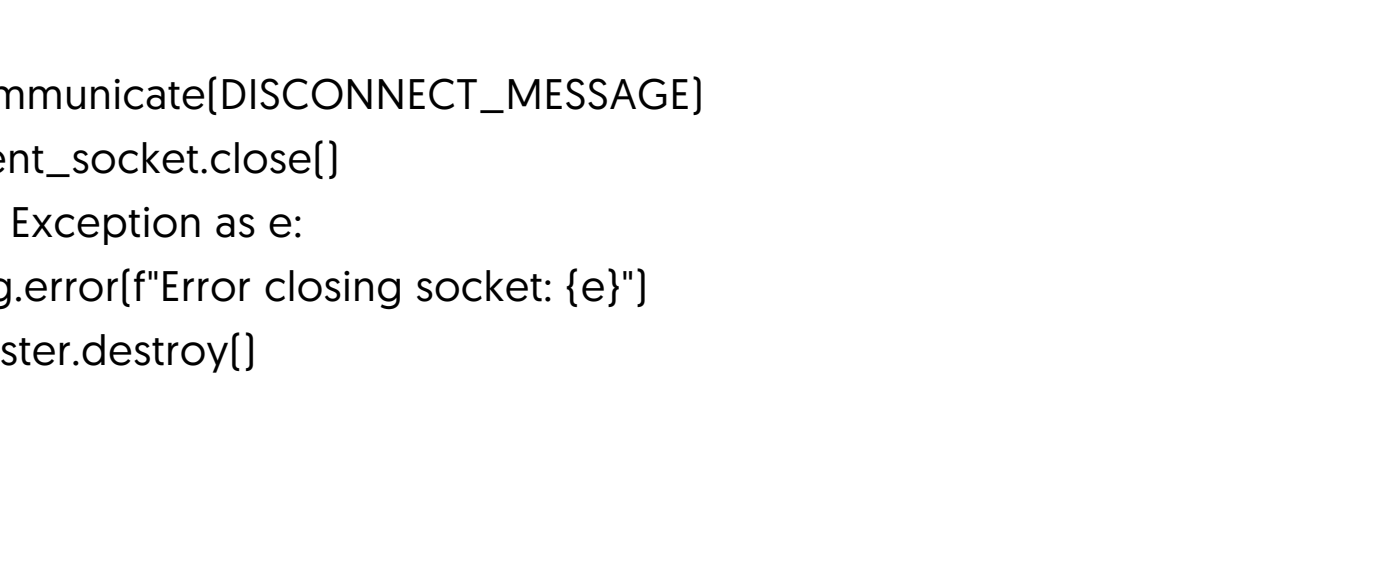 mmunicate(DISCONNECT_MESSAGE)
ent_socket.close()
Exception as e:
g.error(f"Error closing socket: {e}")
ster.destroy()